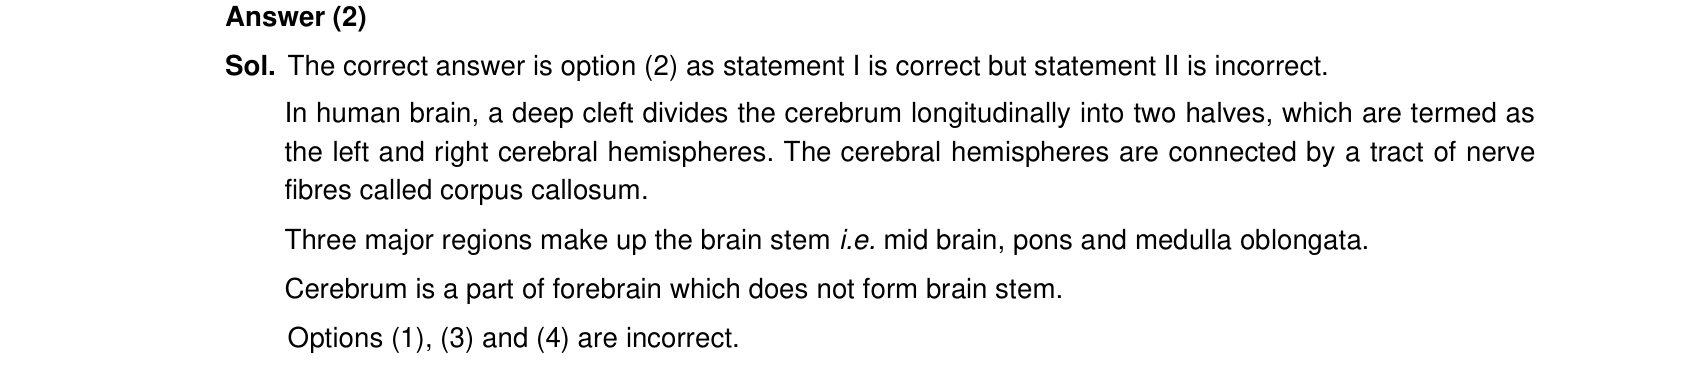 Answer (2)
Sol. The correct answer is option (2) as statement I is correct but statement II is incorrect.
In human brain, a deep cleft divides the cerebrum longitudinally into two halves, which are termed as
the left and right cerebral hemispheres. The cerebral hemispheres are connected by a tract of nerve
fibres called corpus callosum.
Three major regions make up the brain stem i.e. mid brain, pons and medulla oblongata.
Cerebrum is a part of forebrain which does not form brain stem.
Options (1), (3) and (4) are incorrect.